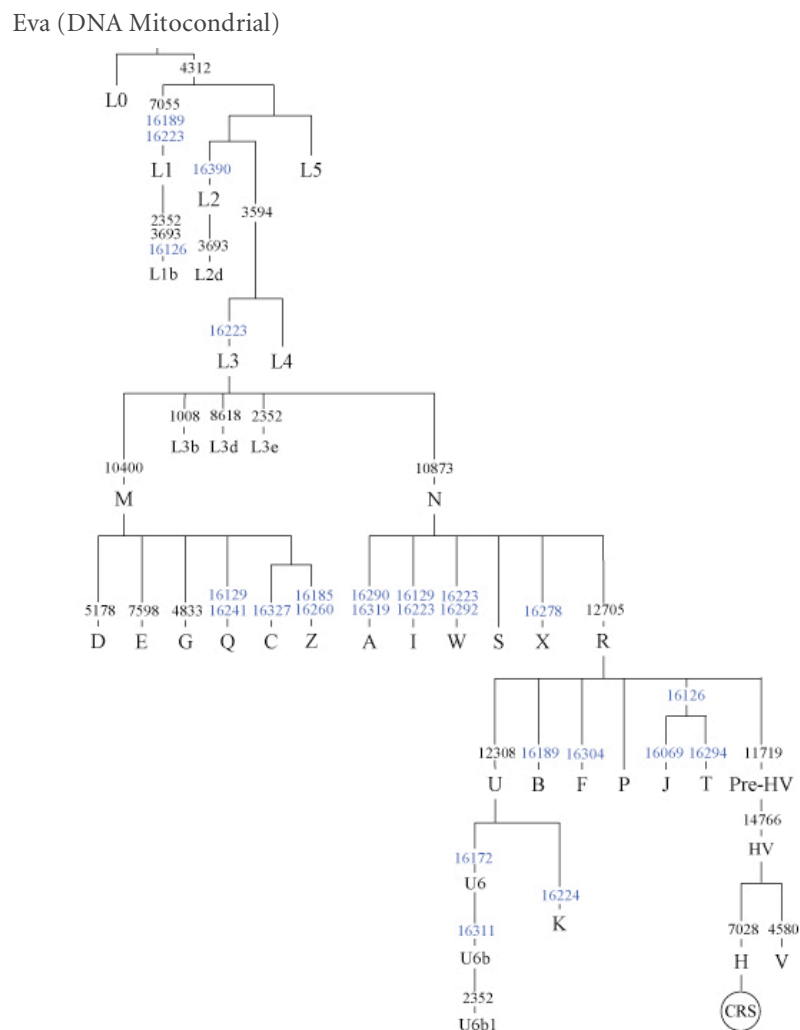 Eva (DNA Mitocondrial)
4312
L0
7055
16189
16223
L1
16390
L2
L5
3594
2352
3693
16126
L1b
3693
L2d
16223
L3
L4
1008
8618
2352
L3b
L3d
L3e
10400
10873
M
N
16129
16185
16290
16129
16223
5178
7598
4833
16241
16327
16260
16319
16223
16292
16278
12705
D
E
G
Q
C
Z
A
I
W
S
X
R
16126
12308
16189
16304
16069
16294
11719
U
B
F
P
J
T
Pre-HV
14766
HV
16172
U6
16224
K
16311
U6b
7028
4580
H
V
2352
U6b1
CRS